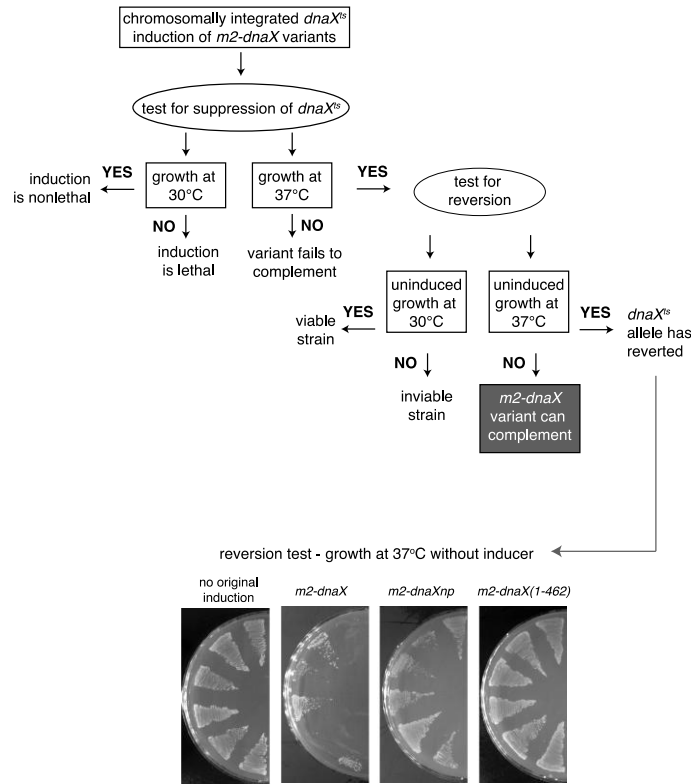 chromosomally integrated dnaXts
induction of m2-dnaX variants
test for suppression of dnaXts
YES
induction
is nonlethal
growth at
30°C
growth at
37°C
YES
test for
reversion
NO
induction
is lethal
NO
variant fails to
complement
YES
viable
strain
uninduced
growth at
30°C
uninduced
growth at
37°C
YES
dnaXts
allele has
reverted
NO
inviable
strain
NO
m2-dnaX
variant can
complement
reversion test - growth at 37°C without inducer
no original
induction
m2-dnaX
m2-dnaXnp
m2-dnaX(1-462)